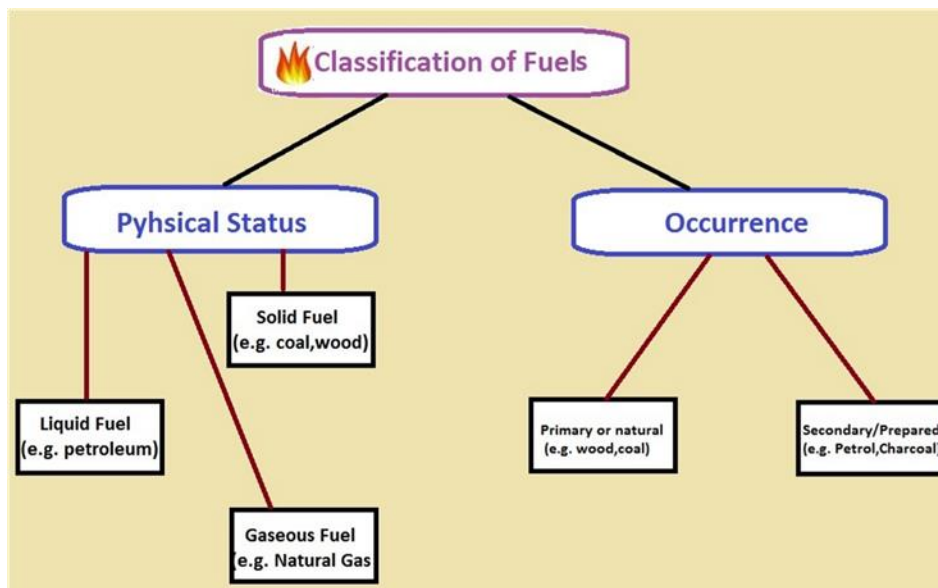 Classification of Fuels
Pyhsical Status
Occurrence
Solid Fuel
(e.g. coal,wood)
Liquid Fuel
(e.g. petroleum)
Gaseous Fuel
(e.g. Natural Gas
Primary or natural
(e.g. wood,coal)
Secondary/Prepared
(e.g. Petrol,Charcoal)